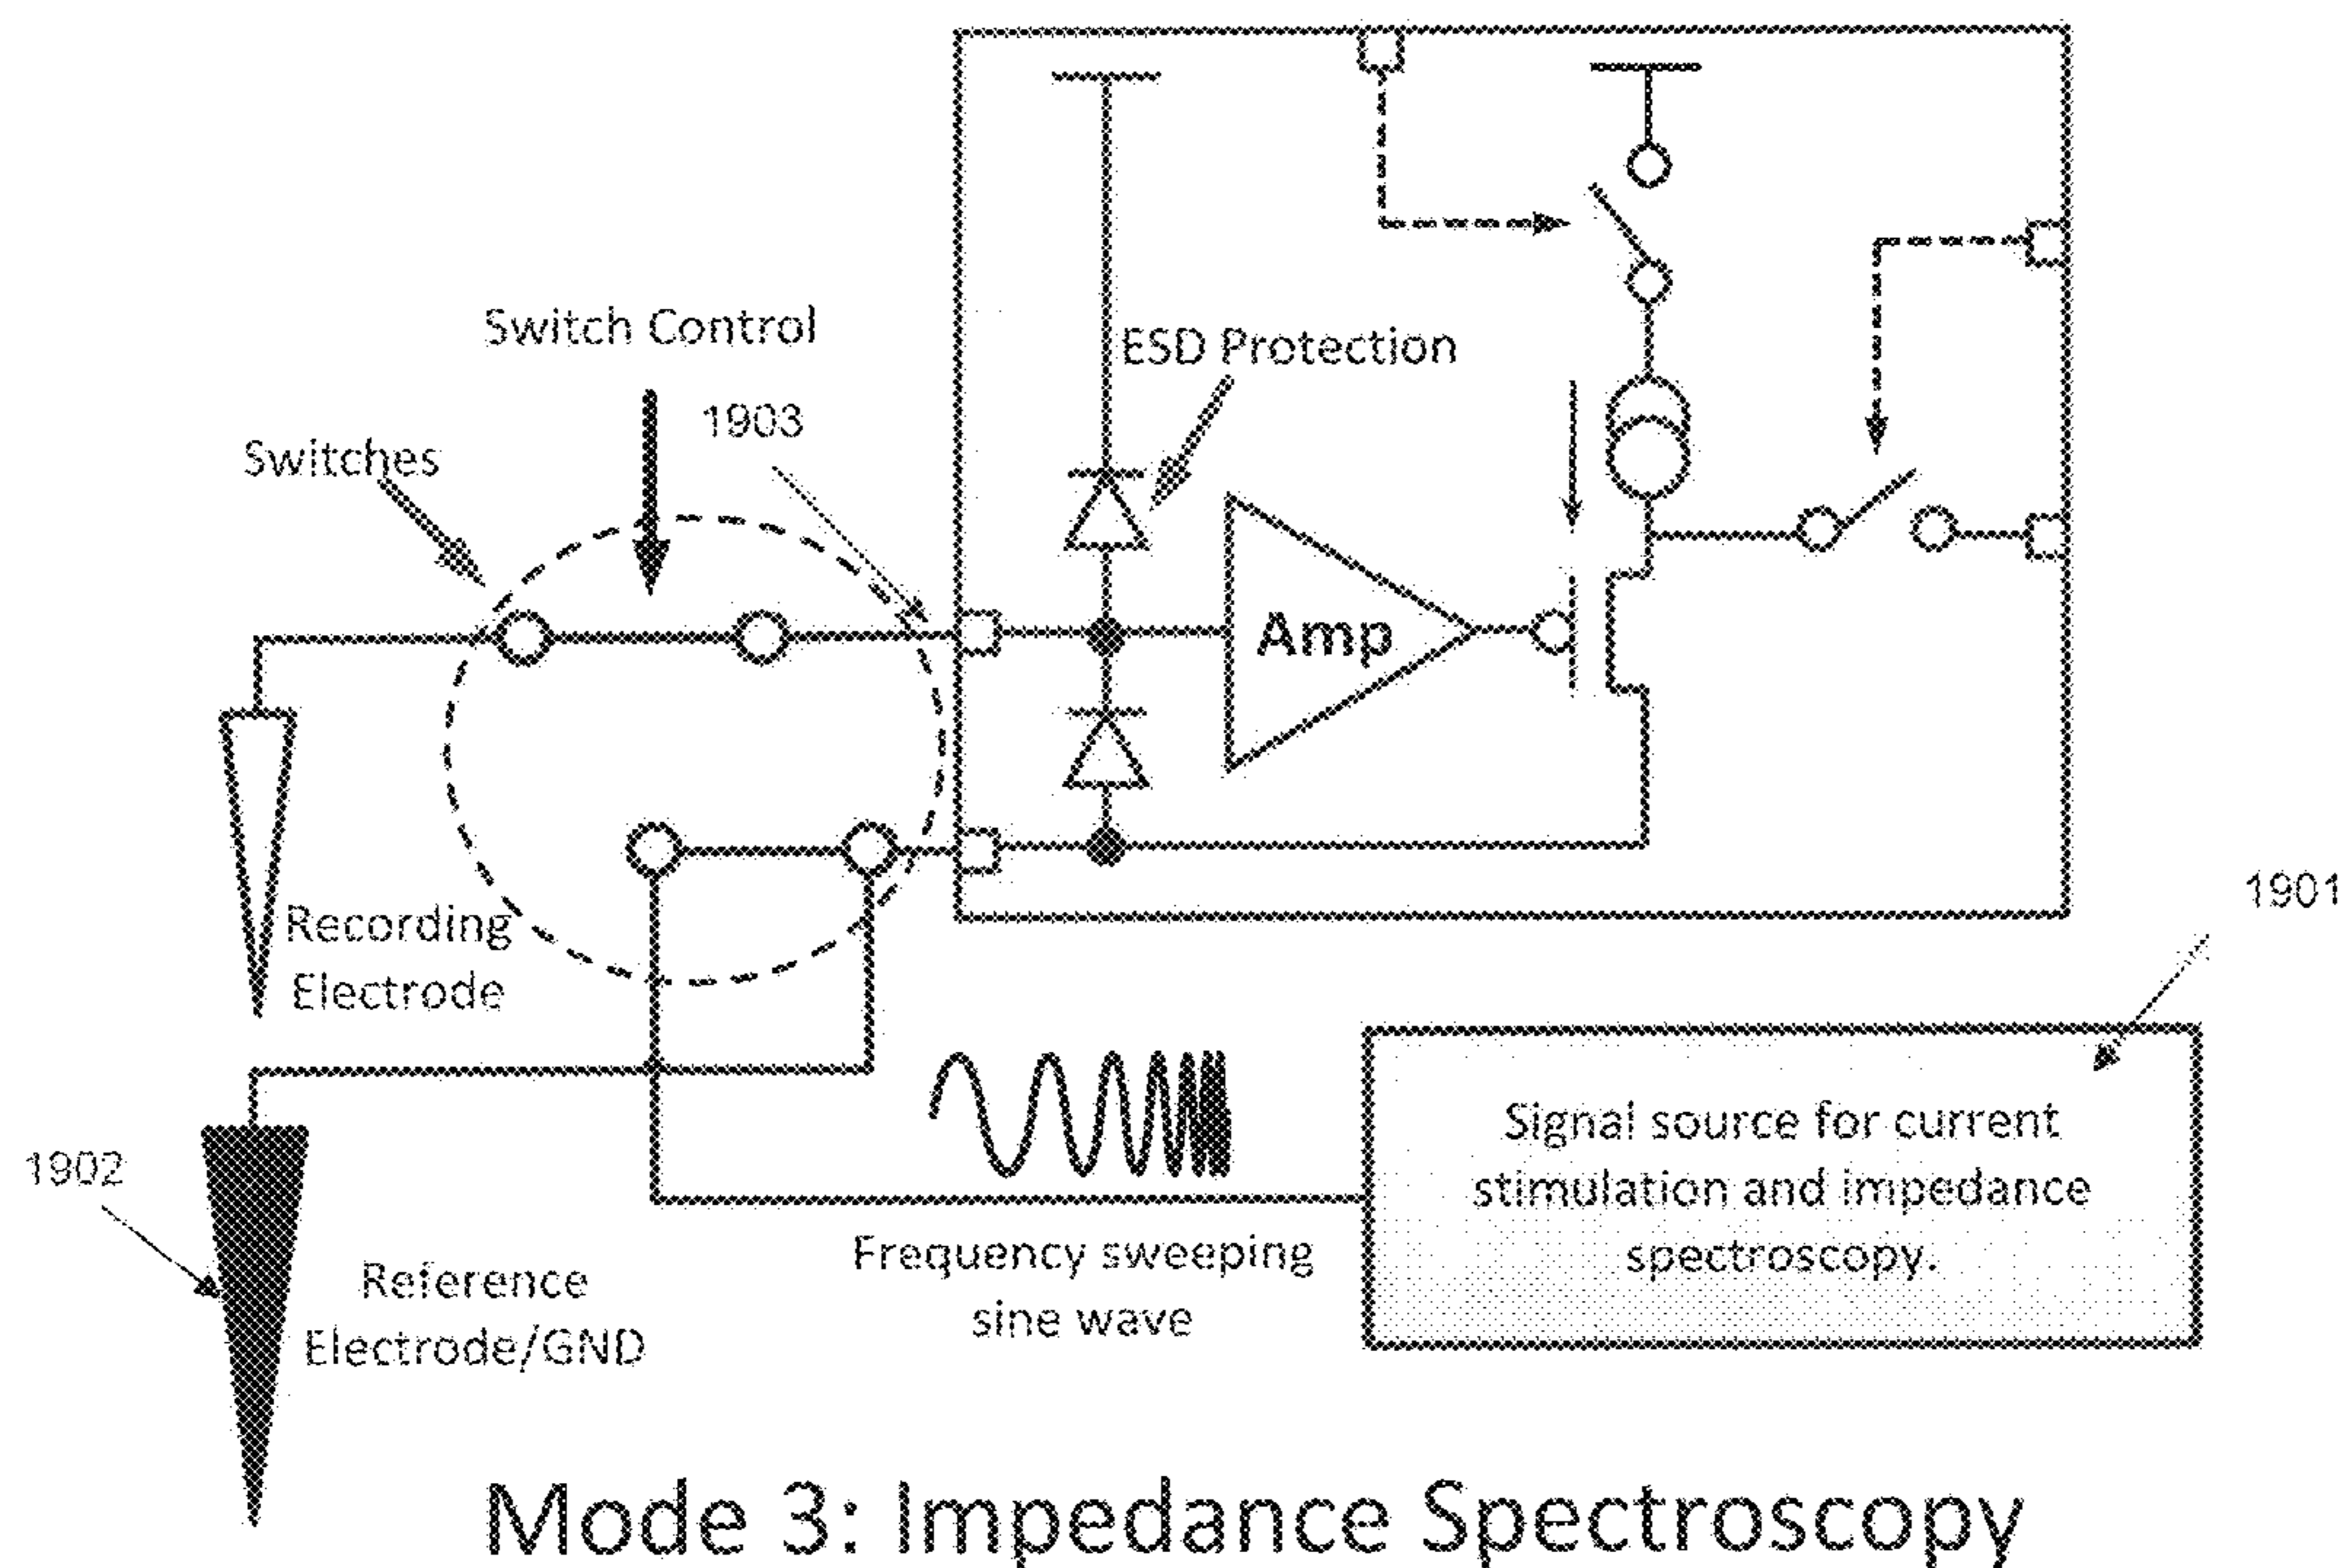 Switch Control
ESD Protection
1903
Switches
Amp
1901
Recording
Electrode
Signal source for current
stimulation and impedance
spectroscopy.
1902
Frequency sweeping
sine wave
Reference
Electrode/GND
Mode 3: Impedance Spectroscopy